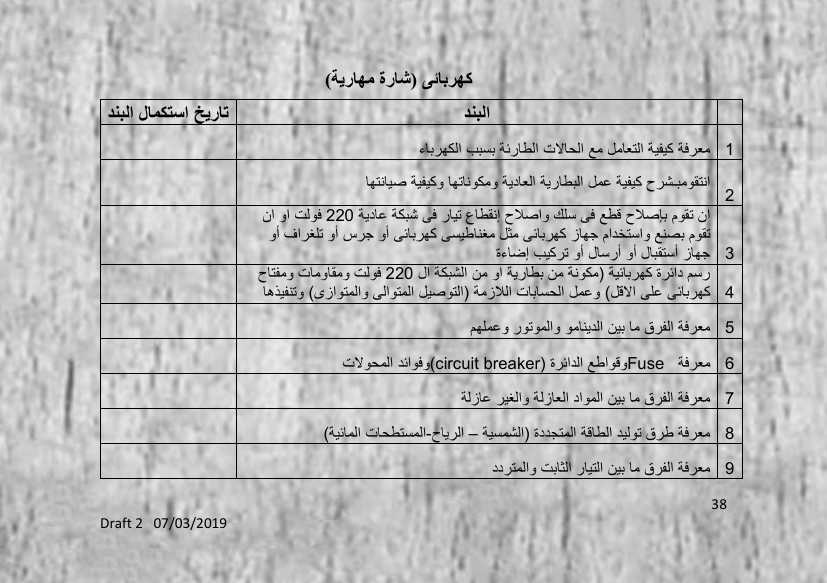 كهربائى (شارة مهارية)
البند	تاريخ استكمال البند
1	معرفة كيفية التعامل مع الحالات الطارئة بسبب الكهرباء
2	انتقومبـشرح كيفية عمل البطارية العادية ومكوناتها وكيفية صيانتها
3	ان تقوم بإصلاح قطع فى سلك واصلاح إنقطاع تيار فى شبكة عادية 220 فولت او ان
تقوم بصنع واستخدام جهاز كهربائى مثل مغناطيسى كهربائى أو جرس أو تلغراف أو
جهاز أستقبال أو أرسال أو تركيب إضاءة
4	رسم دائرة كهربائية (مكونة من بطارية او من الشبكة ال 220 فولت ومقاومات ومفتاح
كهربائى على الاقل) وعمل الحسابات اللازمة (التوصيل المتوالى والمتوازى) وتنفيذها
5	معرفة الفرق ما بين الدينامو والموتور وعملهم
6	معرفة Fuseوقواطع الدائرة (circuit breaker)وفوائد المحولات
7	معرفة الفرق ما بين المواد العازلة والغير عازلة
8	معرفة طرق توليد الطاقة المتجددة (الشمسية – الرياح-المستطحات المائية)
9	معرفة الفرق ما بين التيار الثابت والمتردد
38
Draft 2 07/03/2019